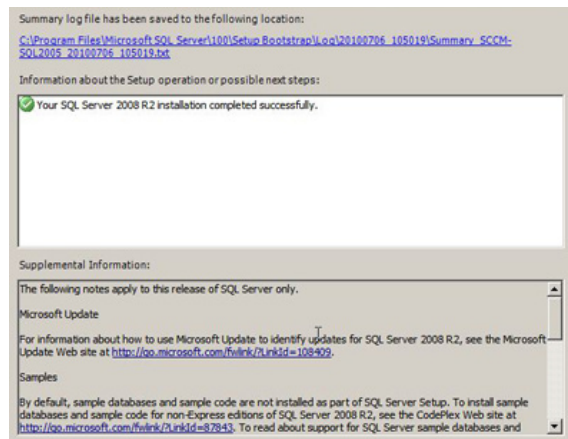 Summary log file has been saved to the following location:
C:\Program Files\Microsoft SQL Server\100\Setup Bootstrap\Log\20100706_105019\Summary_SCCM-
SQL2005_20100706_105019.txt
Information about the Setup operation or possible next steps:
Your SQL Server 2008 R2 installation completed successfully.
Supplemental Information:
The following notes apply to this release of SQL Server only.
Microsoft Update
For information about how to use Microsoft Update to identify updates for SQL Server 2008 R2, see the Microsoft
Update Web site at http://go.microsoft.com/fwlink/?LinkId=108409.
Samples
By default, sample databases and sample code are not installed as part of SQL Server Setup. To install sample
databases and sample code for non-Express editions of SQL Server 2008 R2, see the CodePlex Web site at
http://go.microsoft.com/fwlink/?LinkId=87843. To read about support for SQL Server sample databases and